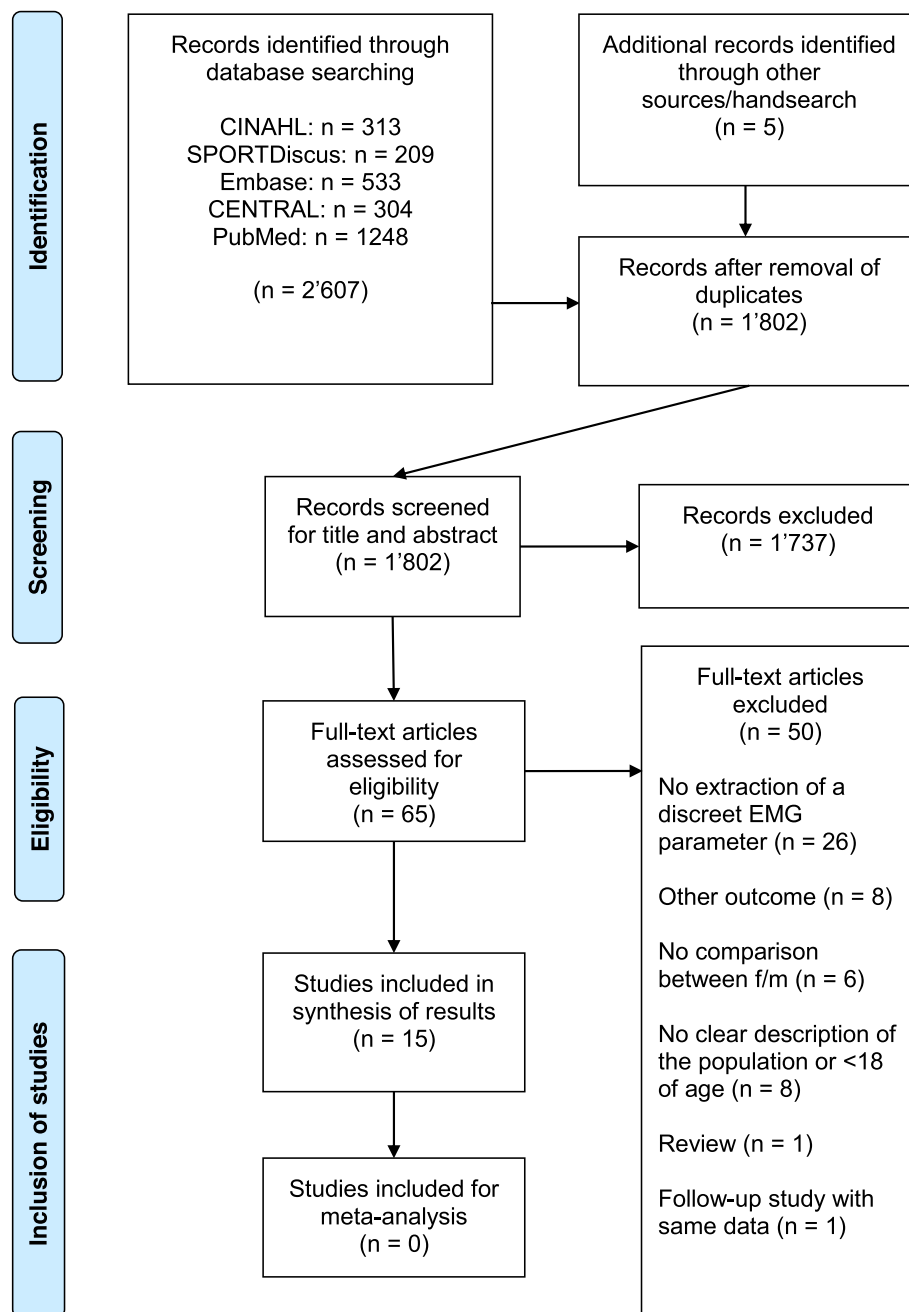 Identification
Records identified through
database searching
CINAHL: n = 313
SPORTDiscus: n = 209
Embase: n = 533
CENTRAL: n = 304
PubMed: n = 1248
(n = 2’607)
Additional records identified
through other
sources/handsearch
(n = 5)
Records after removal of
duplicates
(n = 1’802)
Screening
Records screened
for title and abstract
(n = 1’802)
Records excluded
(n = 1’737)
Eligibility
Full-text articles
assessed for
eligibility
(n = 65)
Full-text articles
excluded
(n = 50)
No extraction of a
discreet EMG
parameter (n = 26)
Other outcome (n = 8)
No comparison
between f/m (n = 6)
No clear description of
the population or <18
of age (n = 8)
Review (n = 1)
Follow-up study with
same data (n = 1)
Inclusion of studies
Studies included in
synthesis of results
(n = 15)
Studies included for
meta-analysis
(n = 0)